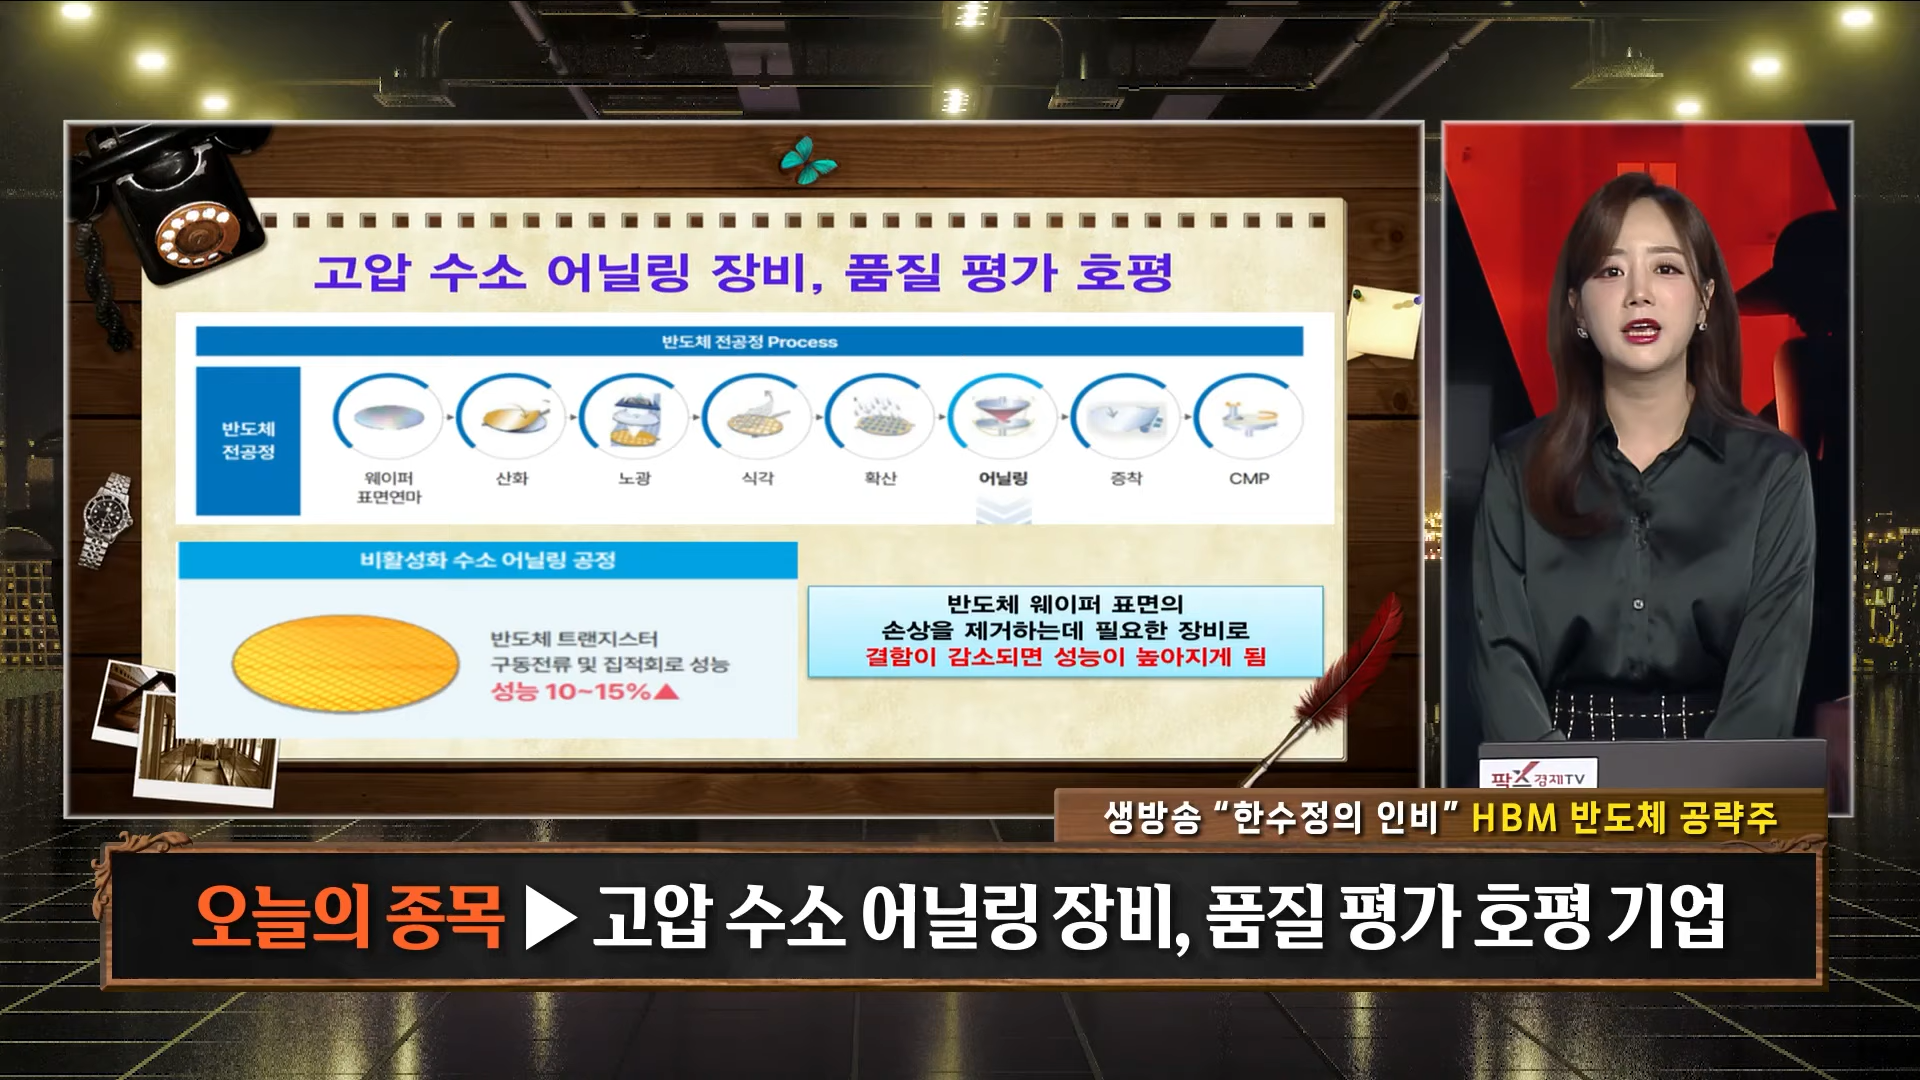 고압 수소 어닐링 장비, 품질 평가 호평
반도체 전공정 Process
반도체
전공정
웨이퍼
표면연마
산화
노광
식각
확산
어닐링
증착
CMP
비활성화 수소 어닐링 공정
반도체 트랜지스터
구동전류 및 집적회로 성능
성능 10~15%▲
반도체 웨이퍼 표면의
손상을 제거하는데 필요한 장비로
결함이 감소되면 성능이 높아지게 됨
팍스경제TV
생방송 “한수정의 인비” HBM 반도체 공략주
오늘의 종목 ▶ 고압 수소 어닐링 장비, 품질 평가 호평 기업